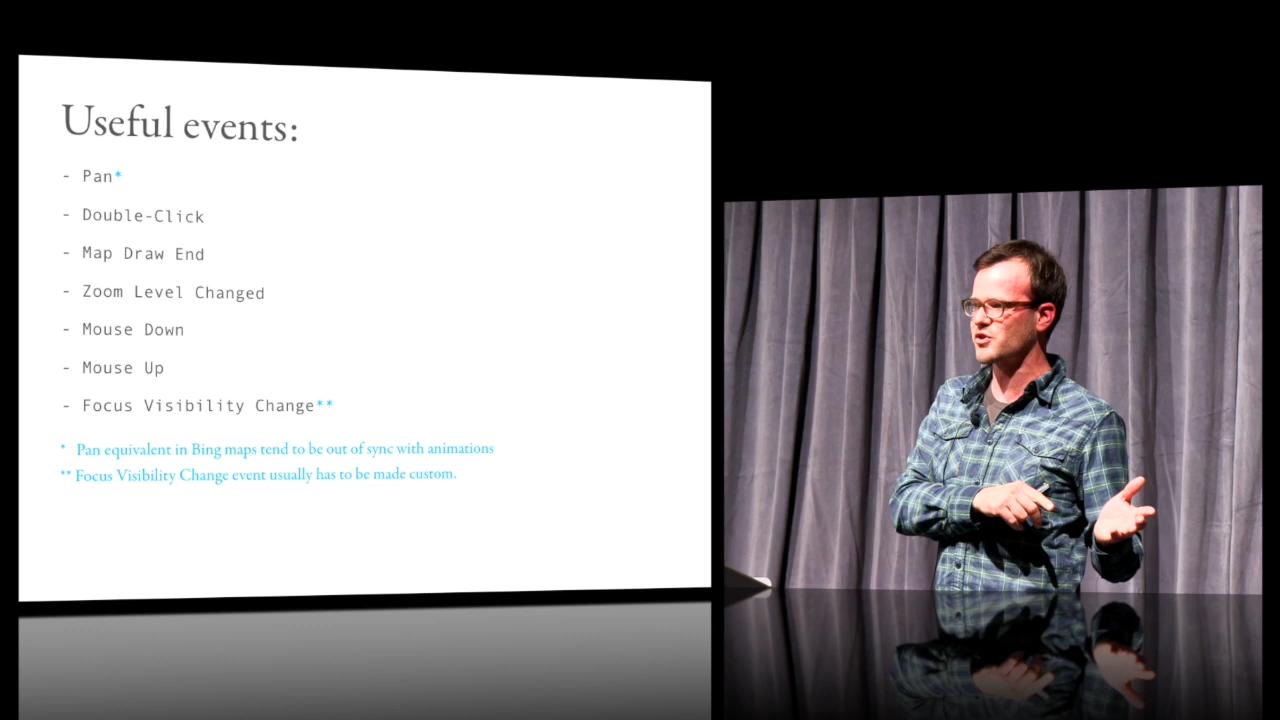 Useful events:
- Pan*
- Double-Click
- Map Draw End
- Zoom Level Changed
- Mouse Down
- Mouse Up
- Focus Visibility Change**
* Pan equivalent in Bing maps tend to be out of sync with animations
** Focus Visibility Change event usually has to be made custom.